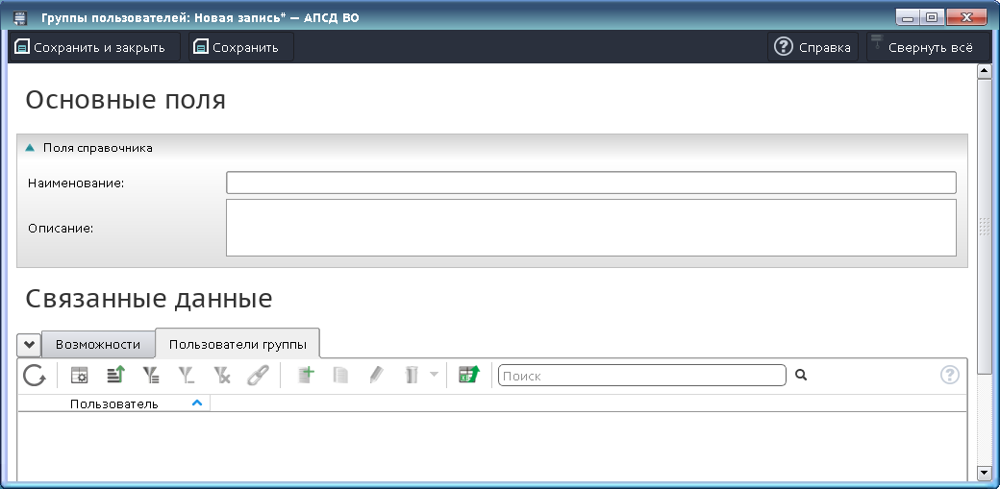 Группы пользователей: Новая запись* — АПСД ВО
Сохранить и закрыть Сохранить Справка Свернуть всё
Основные поля
Поля справочника
Наименование:
Описание:
Связанные данные
Возможности Пользователи группы
Поиск
Пользователь